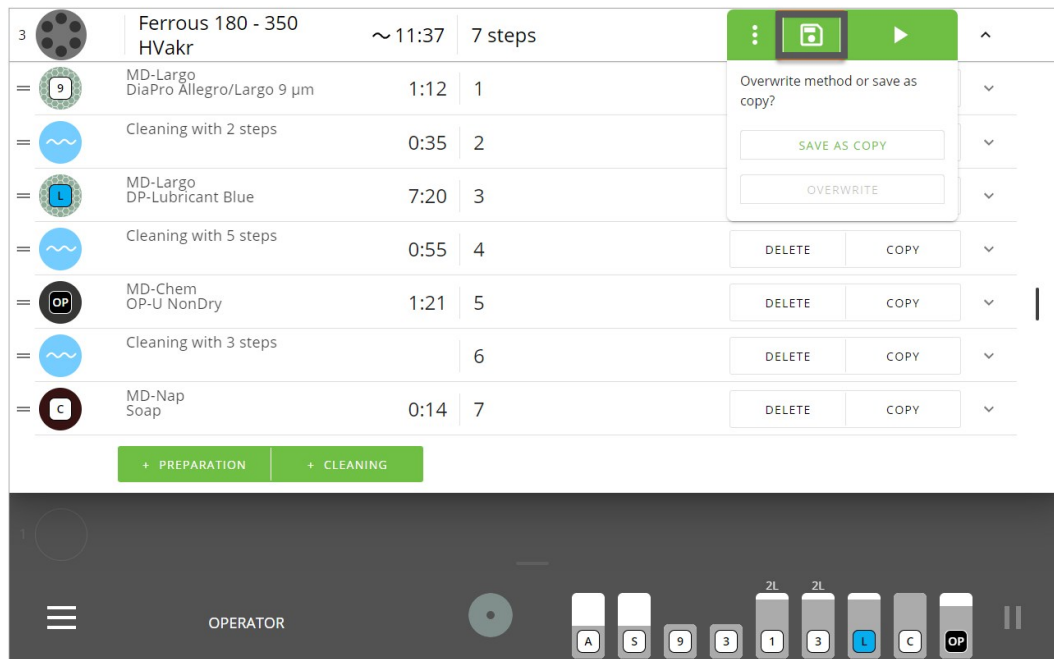 3
Ferrous 180 - 350
HVakr
~ 11:37
7 steps
9
MD-Largo
DiaPro Allegro/Largo 9 µm
1:12
1
Overwrite method or save as
copy?
SAVE AS COPY
OVERWRITE
Cleaning with 2 steps
0:35
2
L
MD-Largo
DP-Lubricant Blue
7:20
3
Cleaning with 5 steps
0:55
4
DELETE
COPY
OP
MD-Chem
OP-U NonDry
1:21
5
DELETE
COPY
Cleaning with 3 steps
6
DELETE
COPY
C
MD-Nap
Soap
0:14
7
DELETE
COPY
+ PREPARATION
+ CLEANING
1
OPERATOR
2L
2L
A
S
9
3
1
3
L
C
OP